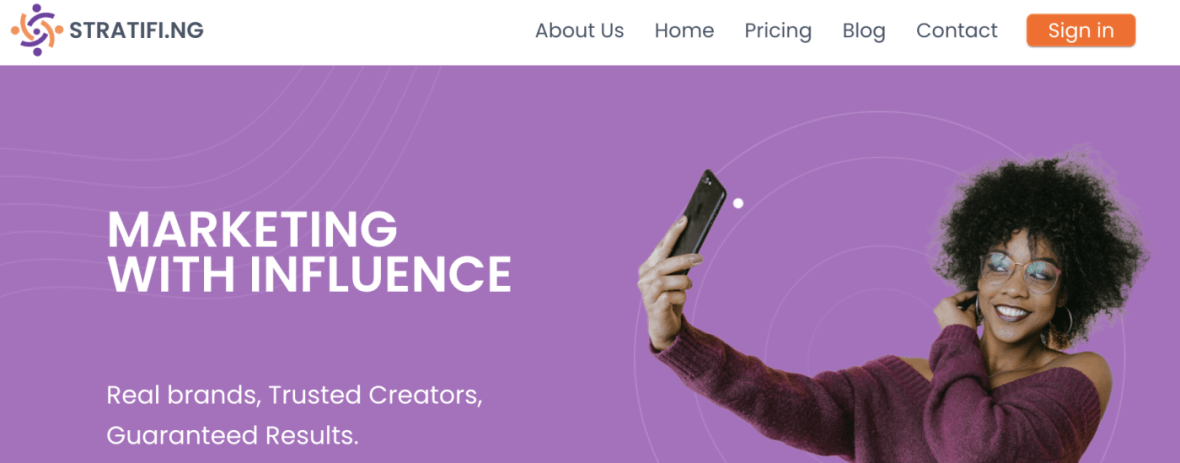 STRATIFI.NG
About Us Home Pricing Blog Contact Sign in
MARKETING
WITH INFLUENCE
Real brands, Trusted Creators,
Guaranteed Results.